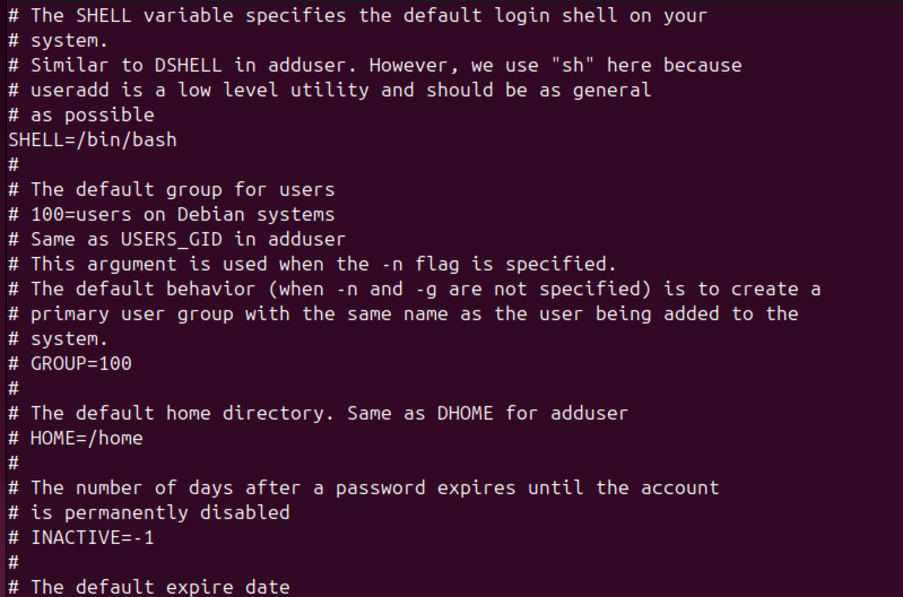 # The SHELL variable specifies the default login shell on your
# system.
# Similar to DSHELL in adduser. However, we use "sh" here because
# useradd is a low level utility and should be as general
# as possible
SHELL=/bin/bash
#
# The default group for users
# 100=users on Debian systems
# Same as USERS_GID in adduser
# This argument is used when the -n flag is specified.
# The default behavior (when -n and -g are not specified) is to create a
# primary user group with the same name as the user being added to the
# system.
# GROUP=100
#
# The default home directory. Same as DHOME for adduser
# HOME=/home
#
# The number of days after a password expires until the account
# is permanently disabled
# INACTIVE=-1
#
# The default expire date